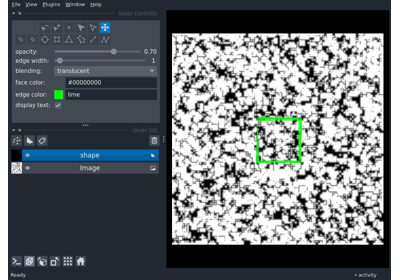 File View Plugins Window Help
layer controls
opacity: 0.70
edge width: 1
blending: translucent
face color: #00000000
edge color: lime
display text:
layer list
shape
Image
Ready activity